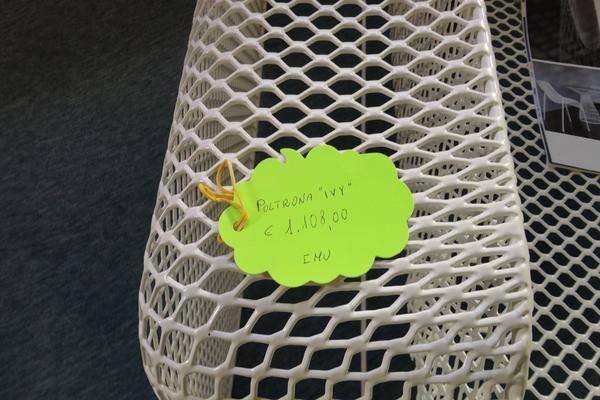 POLTRONA "IVY"
€ 1.108,00
EMU